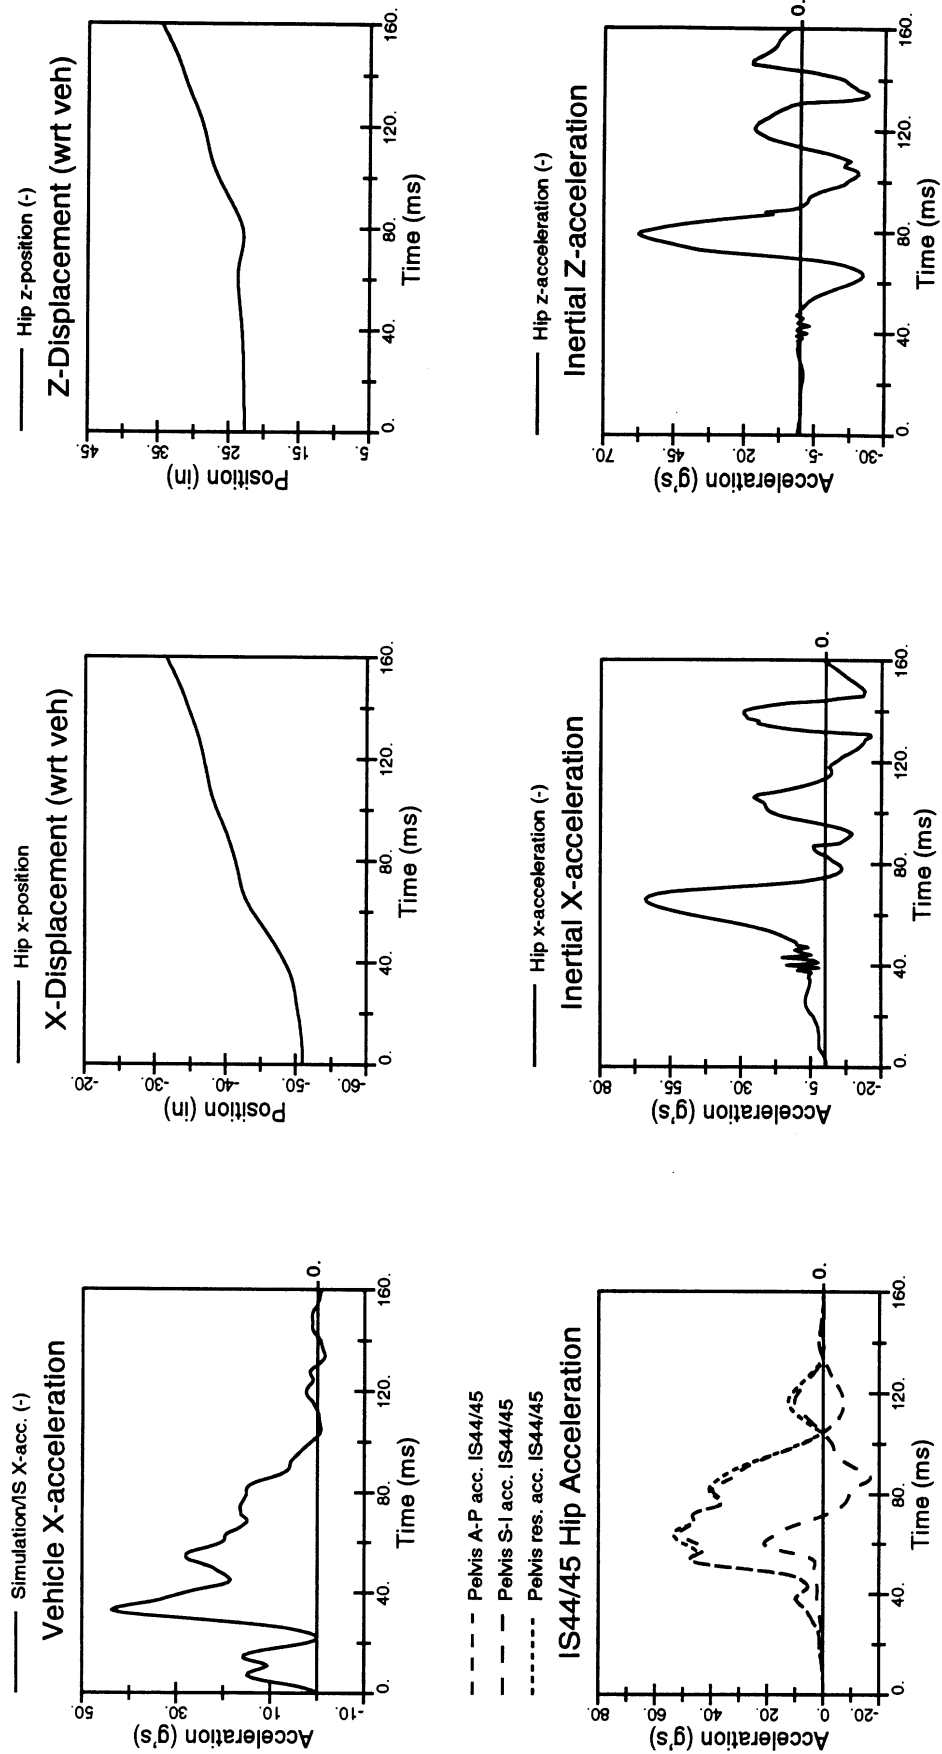 Simulation/IS X-acc. (-)
Vehicle X-acceleration
50.
30.
10.
-10.
Acceleration (g's)
0.
40.
80.
120.
160.
0.
Time (ms)
Hip x-position
X-Displacement (wrt veh)
-20.
-30.
-40.
-50.
-60.
Position (in)
0.
40.
80.
120.
160.
Time (ms)
Hip z-position (-)
Z-Displacement (wrt veh)
45.
35.
25.
15.
5.
Position (in)
0.
40.
80.
120.
160.
Time (ms)
Pelvis A-P acc. IS44/45
Pelvis S-I acc. IS44/45
Pelvis res. acc. IS44/45
IS44/45 Hip Acceleration
80.
60.
40.
20.
0.
-20.
Acceleration (g's)
0.
40.
80.
120.
160.
0.
Time (ms)
Hip x-acceleration (-)
Inertial X-acceleration
80.
55.
30.
5.
-20.
Acceleration (g's)
0.
40.
80.
120.
160.
0.
Time (ms)
Hip z-acceleration (-)
Inertial Z-acceleration
70.
45.
20.
-5.
-30.
Acceleration (g's)
0.
40.
80.
120.
160.
0.
Time (ms)